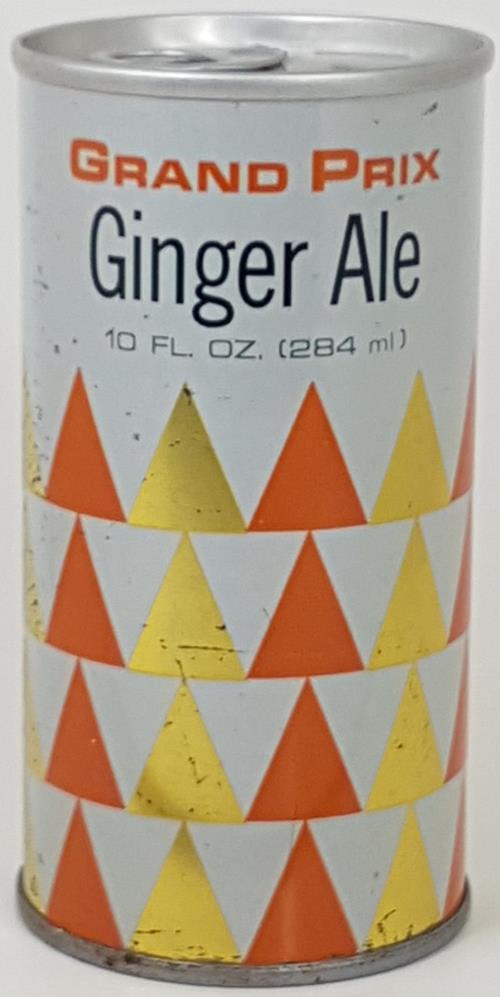 GRAND PRIX
Ginger Ale
10 FL. OZ. (284 ml)